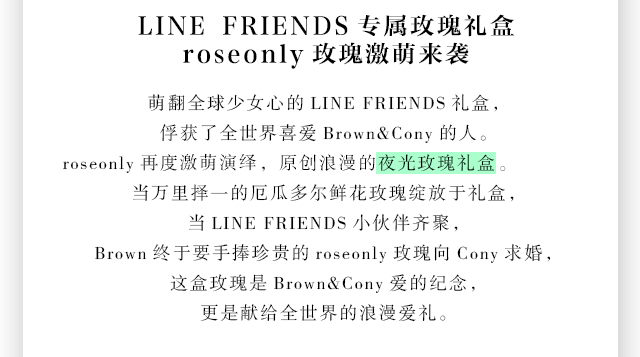 LINE FRIENDS 专属玫瑰礼盒
roseonly 玫瑰激萌来袭
萌翻全球少女心的 LINE FRIENDS 礼盒，
俘获了全世界喜爱 Brown&Cony 的人。
roseonly 再度激萌演绎，原创浪漫的夜光玫瑰礼盒。
当万里择一的厄瓜多尔鲜花玫瑰绽放于礼盒，
当 LINE FRIENDS 小伙伴齐聚，
Brown 终于要手捧珍贵的 roseonly 玫瑰向 Cony 求婚，
这盒玫瑰是 Brown&Cony 爱的纪念，
更是献给全世界的浪漫爱礼。